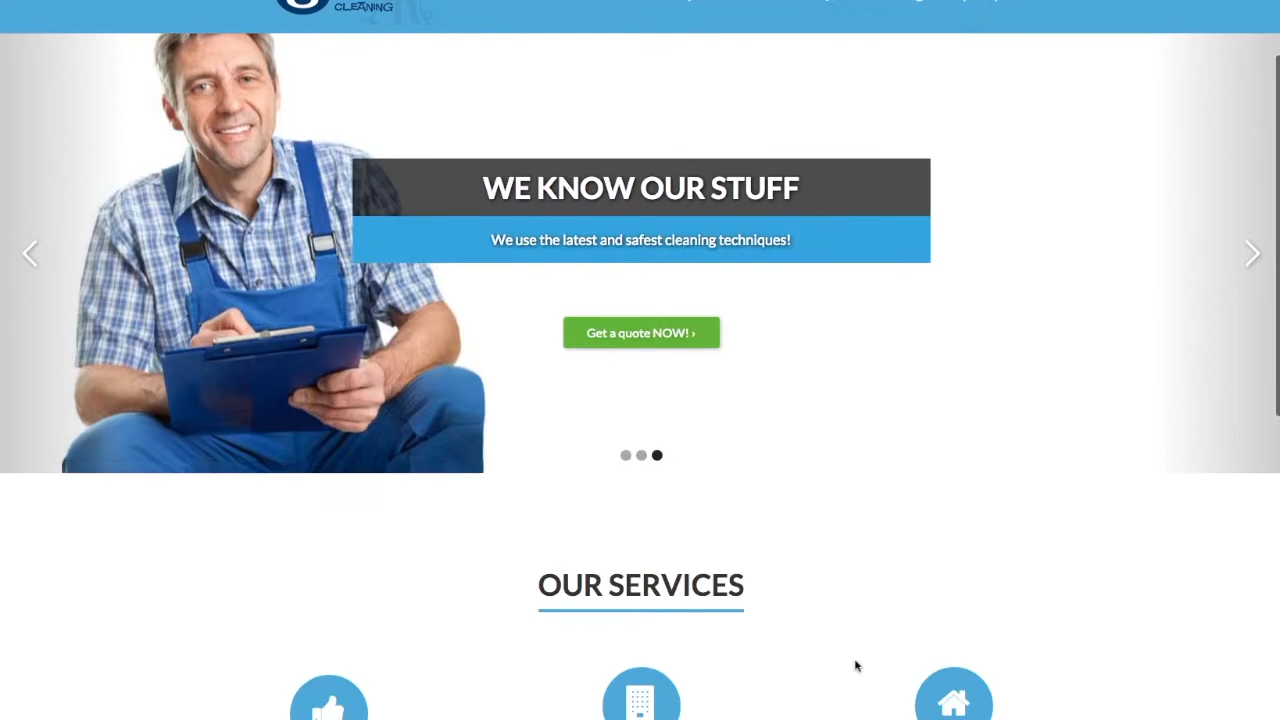 CLEANING
WE KNOW OUR STUFF
We use the latest and safest cleaning techniques!
Get a quote NOW! ›
OUR SERVICES